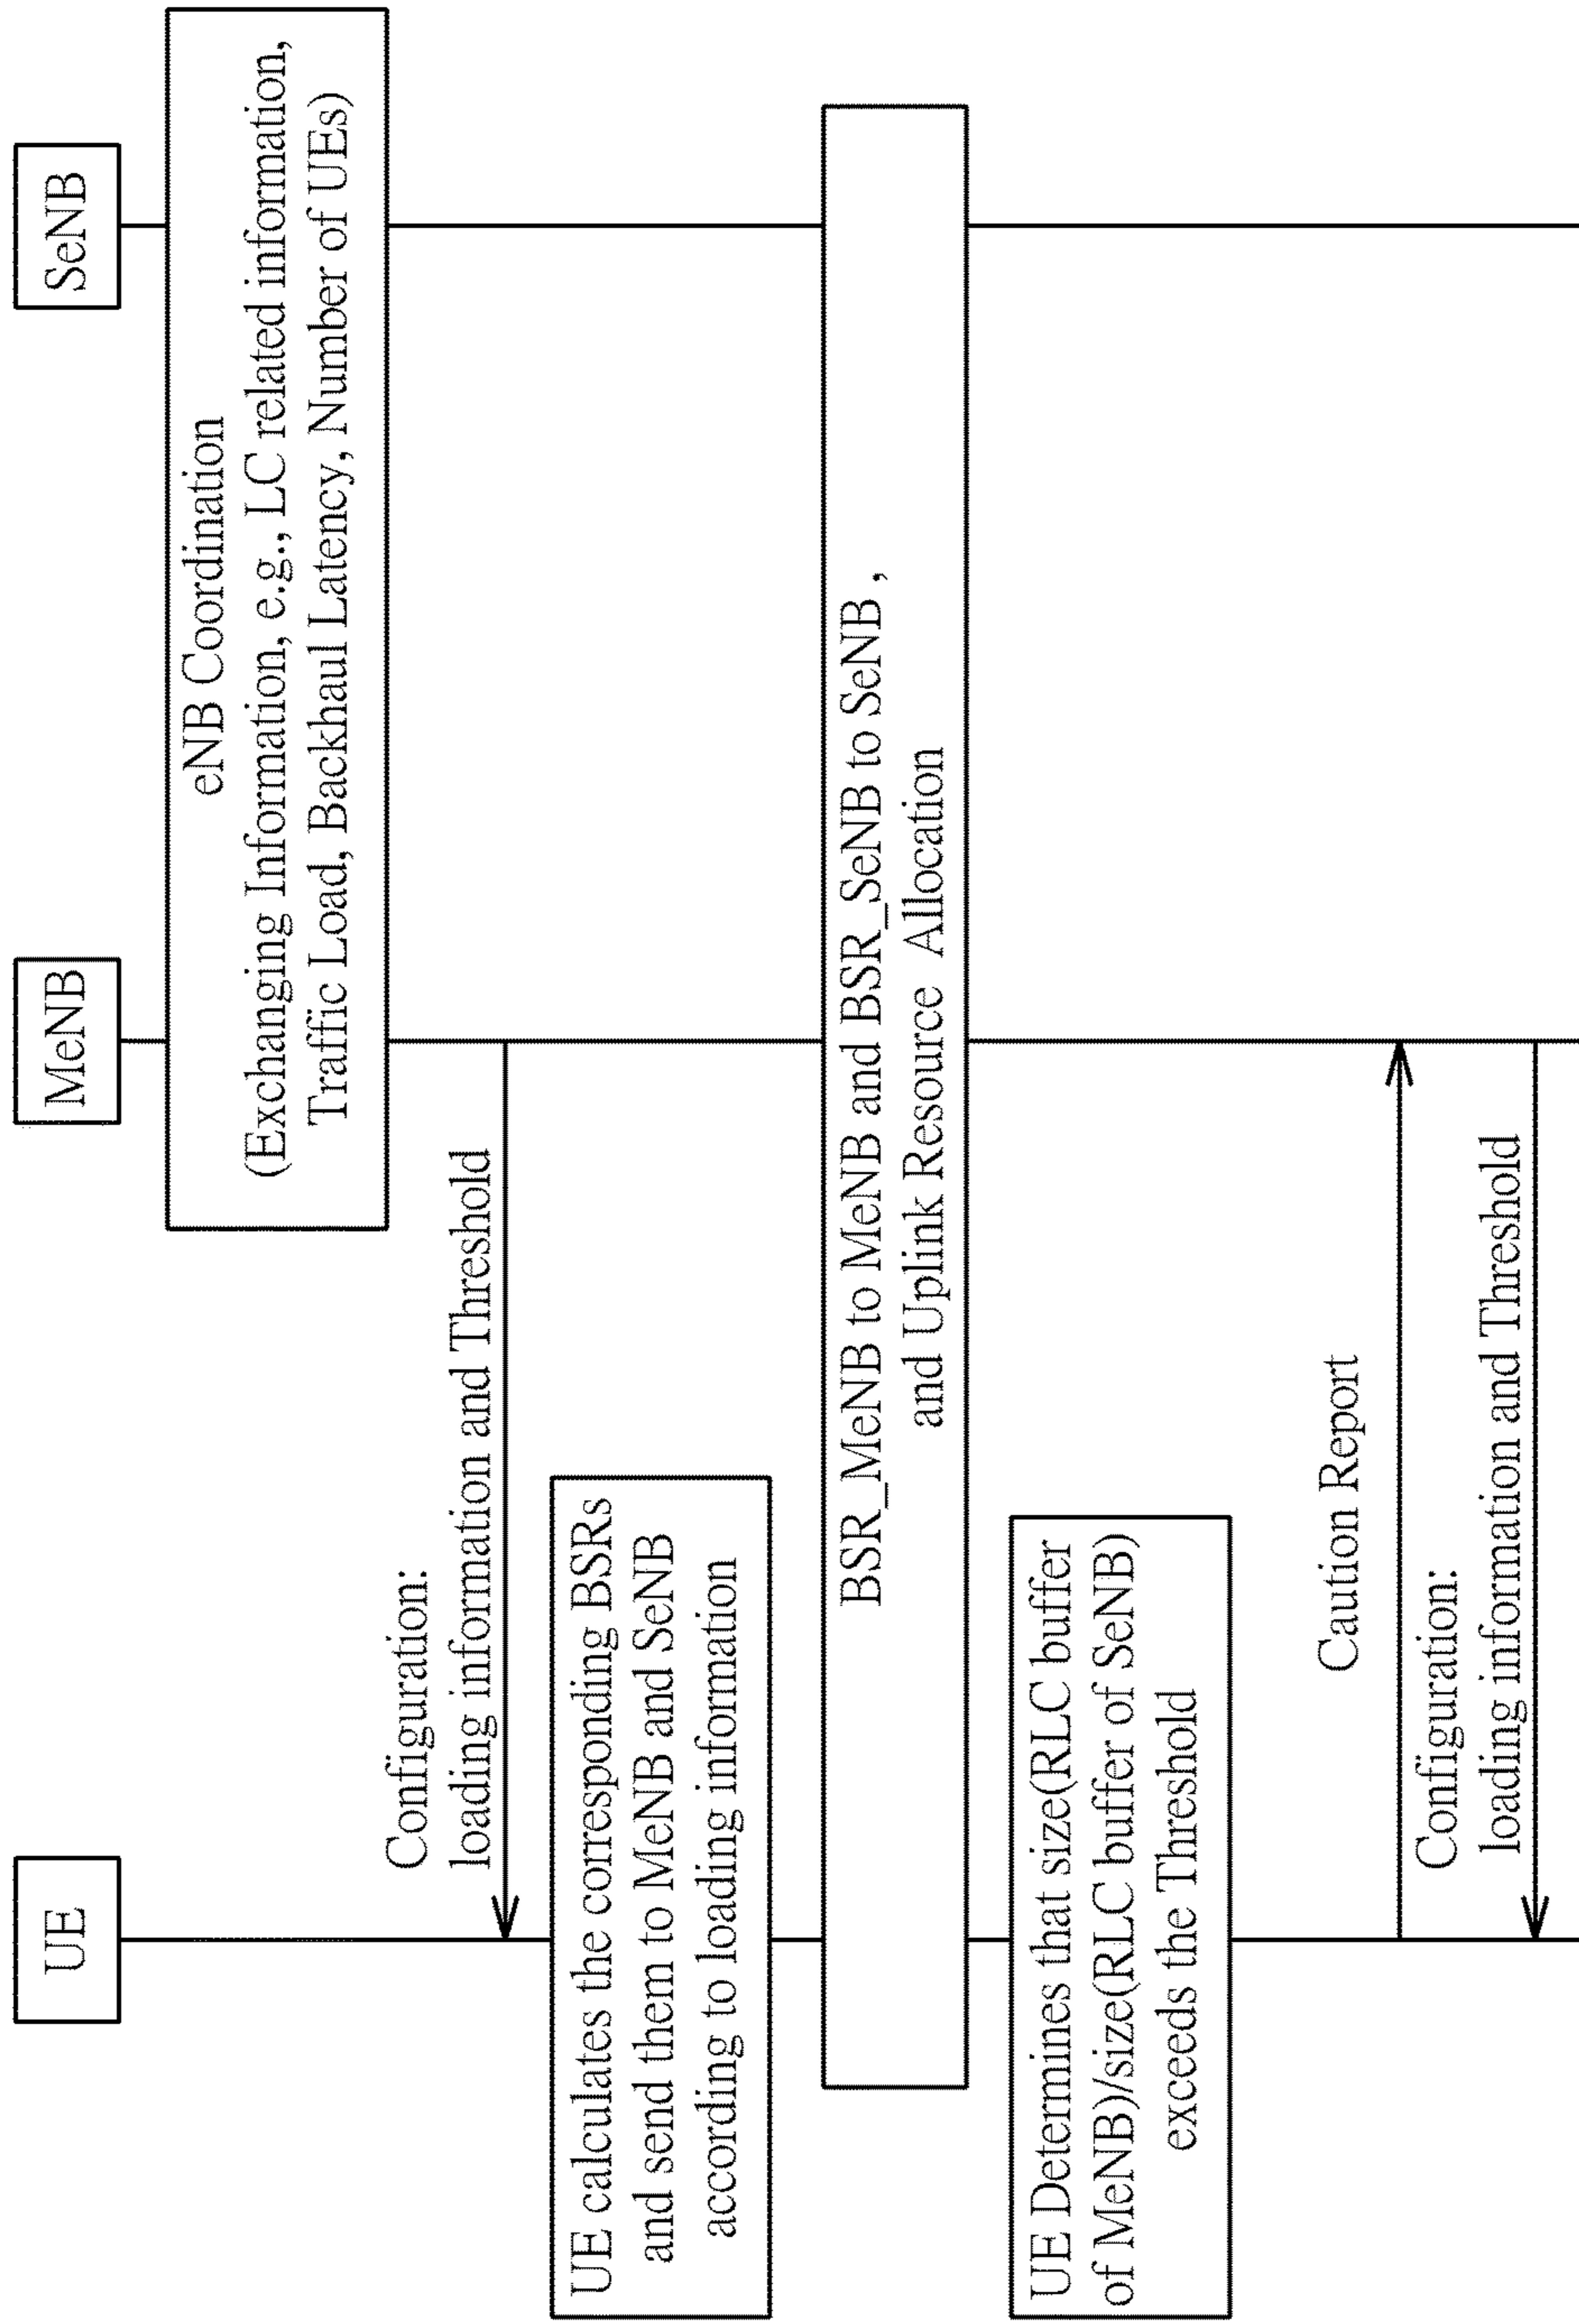 UE
MeNB
SeNB
eNB Coordination
(Exchanging Information, e.g., LC related information,
Traffic Load, Backhaul Latency, Number of UEs)
Configuration:
loading information and Threshold
UE calculates the corresponding BSRs
and send them to MeNB and SeNB
according to loading information
BSR_MeNB to MeNB and BSR_SeNB to SeNB ,
and Uplink Resource Allocation
UE Determines that size(RLC buffer
of MeNB)/size(RLC buffer of SeNB)
exceeds the Threshold
Caution Report
Configuration:
loading information and Threshold